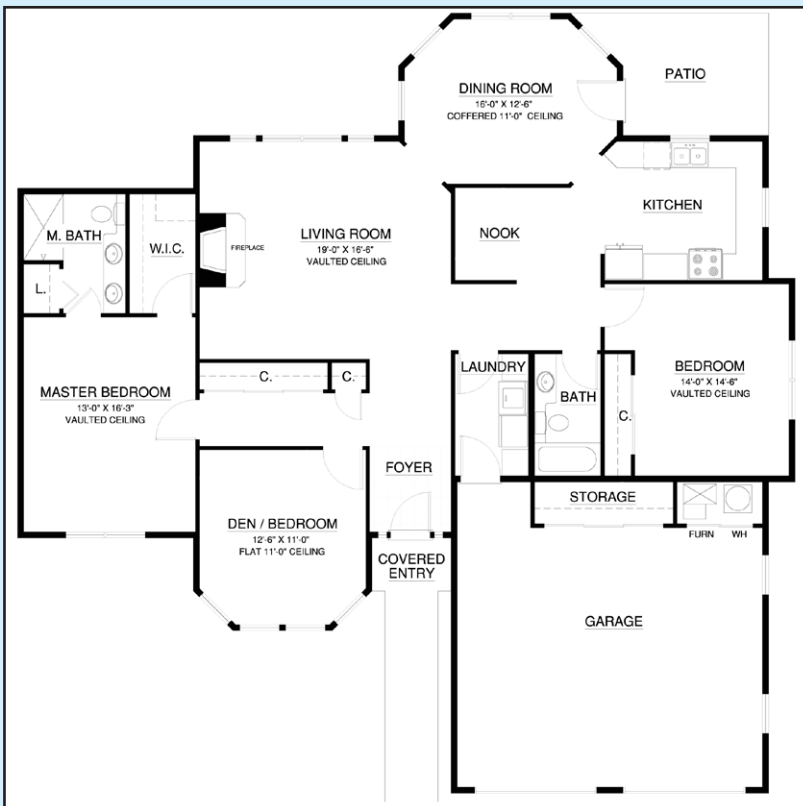 DINING ROOM
16'-0" X 12'-6"
COFFERED 11'-0" CEILING
PATIO
KITCHEN
NOOK
LIVING ROOM
19'-0" X 16'-6"
VAULTED CEILING
FIREPLACE
M. BATH
W.I.C.
L.
MASTER BEDROOM
13'-0" X 16'-3"
VAULTED CEILING
C.
C.
LAUNDRY
BATH
C.
BEDROOM
14'-0" X 14'-6"
VAULTED CEILING
FOYER
DEN / BEDROOM
12'-6" X 11'-0"
FLAT 11'-0" CEILING
COVERED
ENTRY
STORAGE
FURN
WH
GARAGE